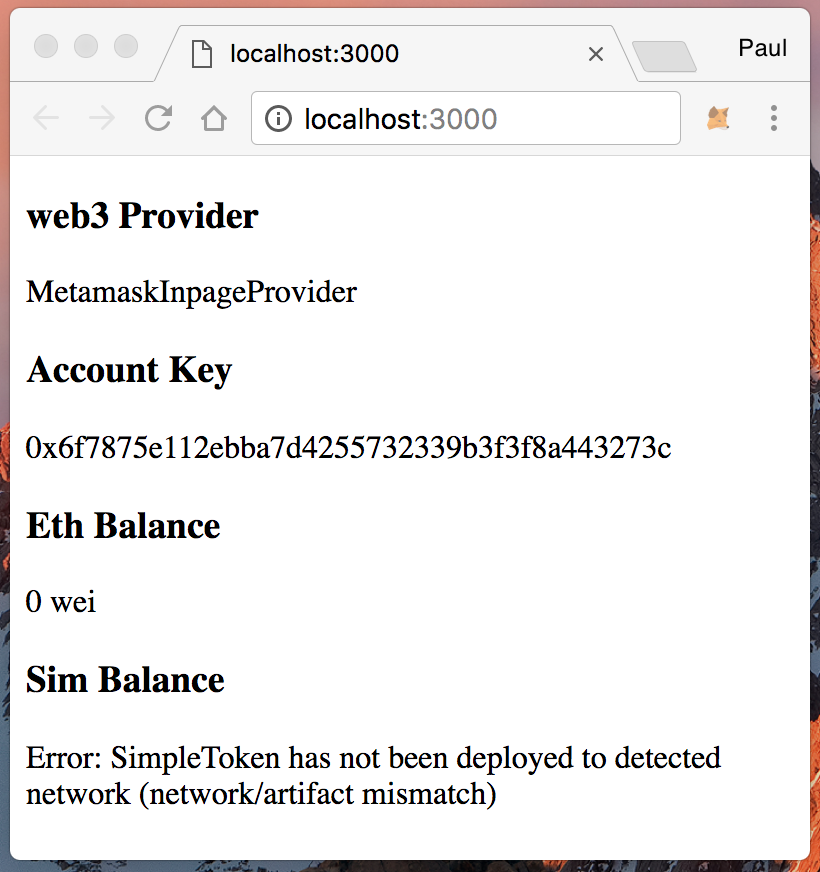 localhost:3000
Paul
localhost:3000
web3 Provider
MetamaskInpageProvider
Account Key
0x6f7875e112ebba7d4255732339b3f3f8a443273c
Eth Balance
0 wei
Sim Balance
Error: SimpleToken has not been deployed to detected
network (network/artifact mismatch)